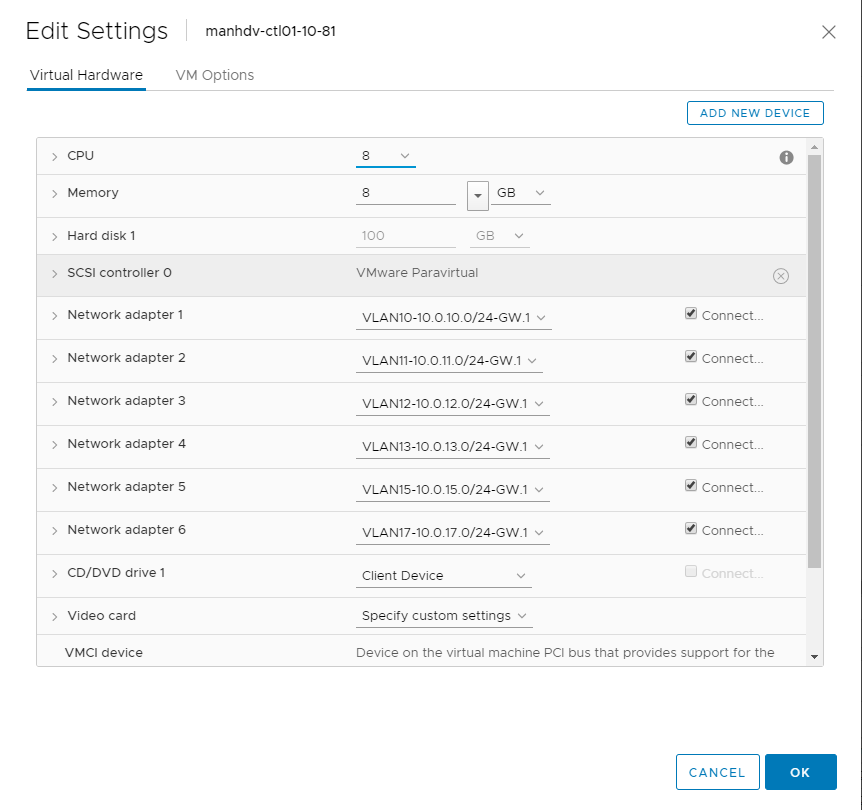 Edit Settings manhdv-ctl01-10-81
Virtual Hardware VM Options
ADD NEW DEVICE
CPU 8
Memory 8 GB
Hard disk 1 100 GB
SCSI controller 0 VMware Paravirtual
Network adapter 1 VLAN10-10.0.10.0/24-GW.1 Connect...
Network adapter 2 VLAN11-10.0.11.0/24-GW.1 Connect...
Network adapter 3 VLAN12-10.0.12.0/24-GW.1 Connect...
Network adapter 4 VLAN13-10.0.13.0/24-GW.1 Connect...
Network adapter 5 VLAN15-10.0.15.0/24-GW.1 Connect...
Network adapter 6 VLAN17-10.0.17.0/24-GW.1 Connect...
CD/DVD drive 1 Client Device Connect...
Video card Specify custom settings
VMCI device Device on the virtual machine PCI bus that provides support for the
CANCEL OK